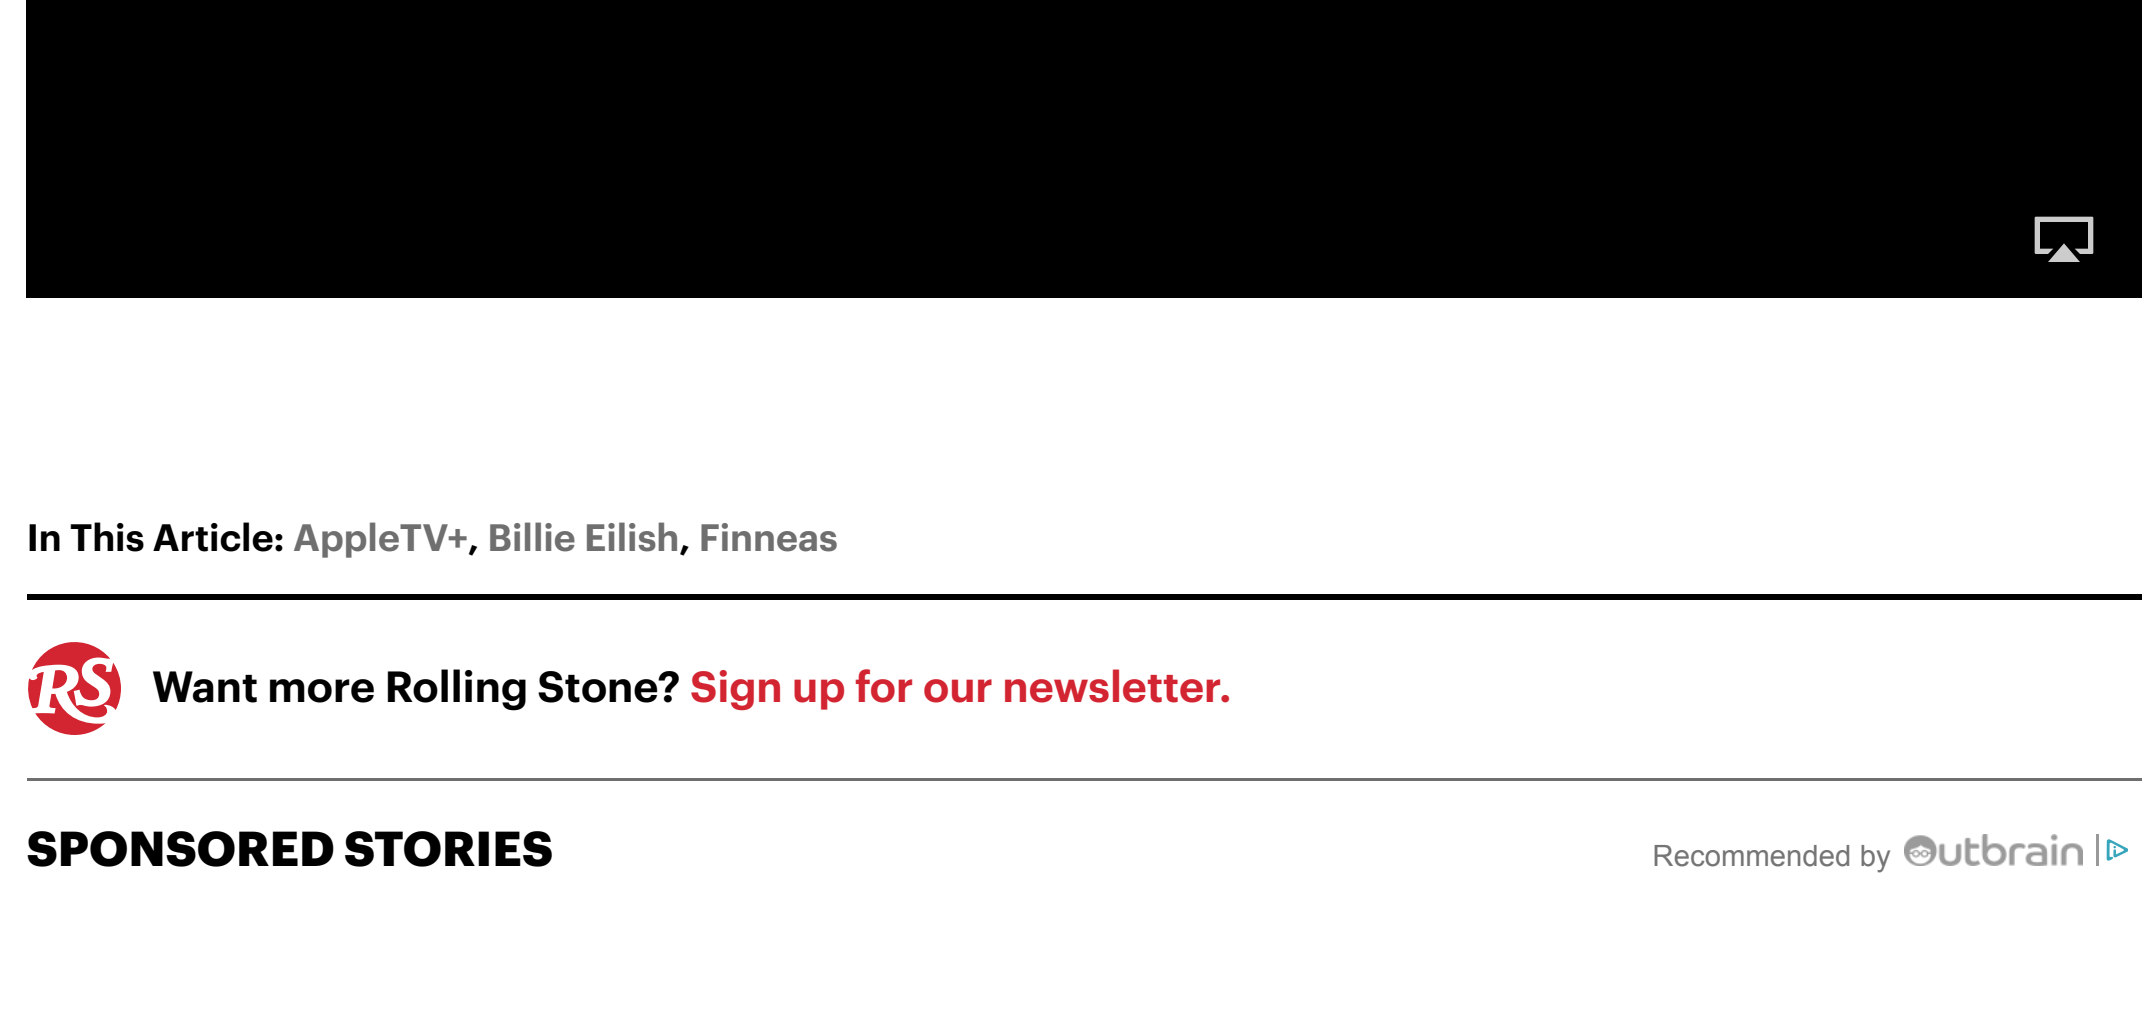 In This Article: AppleTV+, Billie Eilish, Finneas
RS Want more Rolling Stone? Sign up for our newsletter.
SPONSORED STORIES
Recommended by Outbrain